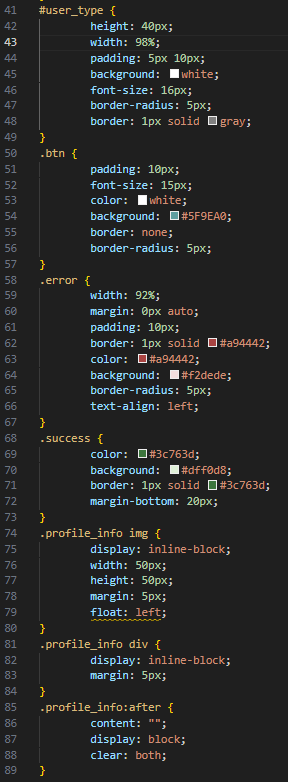 41 #user_type {
42 height: 40px;
43 width: 98%;
44 padding: 5px 10px;
45 background: white;
46 font-size: 16px;
47 border-radius: 5px;
48 border: 1px solid gray;
49 }
50 .btn {
51 padding: 10px;
52 font-size: 15px;
53 color: white;
54 background: #5F9EA0;
55 border: none;
56 border-radius: 5px;
57 }
58 .error {
59 width: 92%;
60 margin: 0px auto;
61 padding: 10px;
62 border: 1px solid #a94442;
63 color: #a94442;
64 background: #f2dede;
65 border-radius: 5px;
66 text-align: left;
67 }
68 .success {
69 color: #3c763d;
70 background: #dff0d8;
71 border: 1px solid #3c763d;
72 margin-bottom: 20px;
73 }
74 .profile_info img {
75 display: inline-block;
76 width: 50px;
77 height: 50px;
78 margin: 5px;
79 float: left;
80 }
81 .profile_info div {
82 display: inline-block;
83 margin: 5px;
84 }
85 .profile_info:after {
86 content: "";
87 display: block;
88 clear: both;
89 }